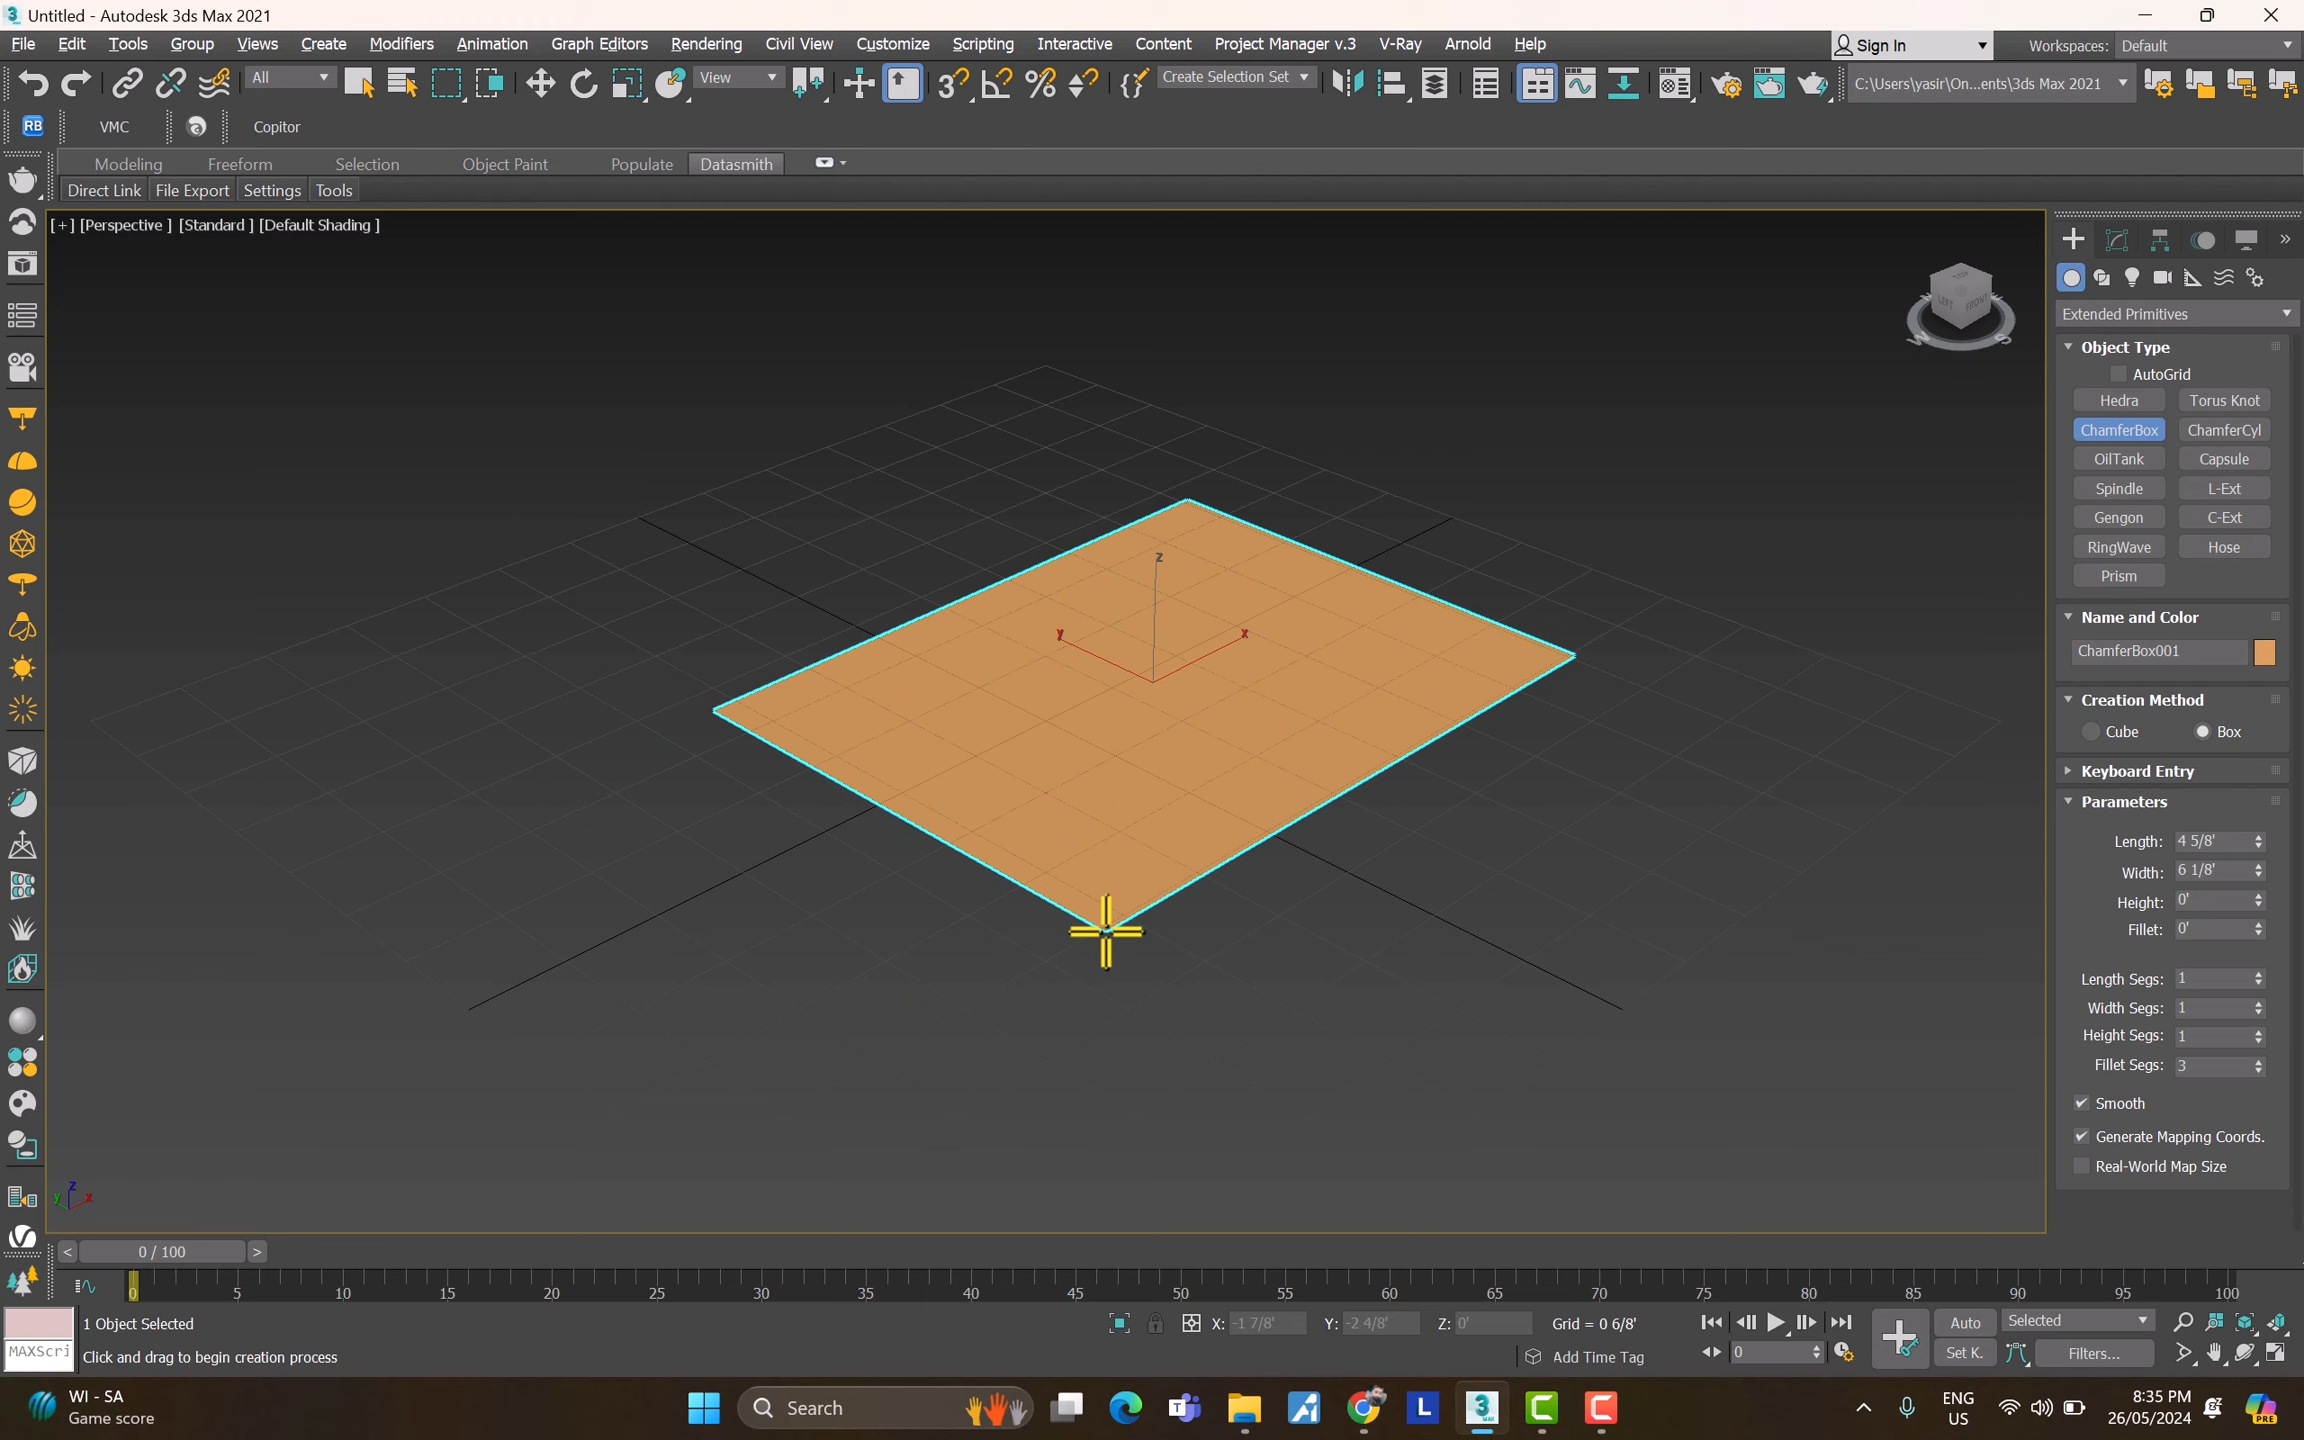 Untitled - Autodesk 3ds Max 2021
File Edit Tools Group Views Create Modifiers Animation Graph Editors Rendering Civil View Customize Scripting Interactive Content Project Manager v.3 V-Ray Arnold Help
Sign In
Workspaces: Default
All
View
Create Selection Set
C:\Users\yasir\On...ents\3ds Max 2021
RB VMC Copitor
Modeling Freeform Selection Object Paint Populate Datasmith
Direct Link File Export Settings Tools
[+] [Perspective ] [Standard ] [Default Shading ]
LEFT FRONT
z
y
x
Extended Primitives
Object Type
AutoGrid
Hedra Torus Knot
ChamferBox ChamferCyl
OilTank Capsule
Spindle L-Ext
Gengon C-Ext
RingWave Hose
Prism
Name and Color
ChamferBox001
Creation Method
Cube Box
Keyboard Entry
Parameters
Length: 4 5/8'
Width: 6 1/8'
Height: 0'
Fillet: 0'
Length Segs: 1
Width Segs: 1
Height Segs: 1
Fillet Segs: 3
Smooth
Generate Mapping Coords.
Real-World Map Size
z
y x
< 0 / 100 >
0 5 10 15 20 25 30 35 40 45 50 55 60 65 70 75 80 85 90 95 100
1 Object Selected
X: -1 7/8' Y: -2 4/8' Z: 0' Grid = 0 6/8'
Auto Selected
MAXScri
Click and drag to begin creation process
Add Time Tag
0
Set K. Filters...
WI - SA
Game score
Search
ENG
US
8:35 PM
26/05/2024
PRE